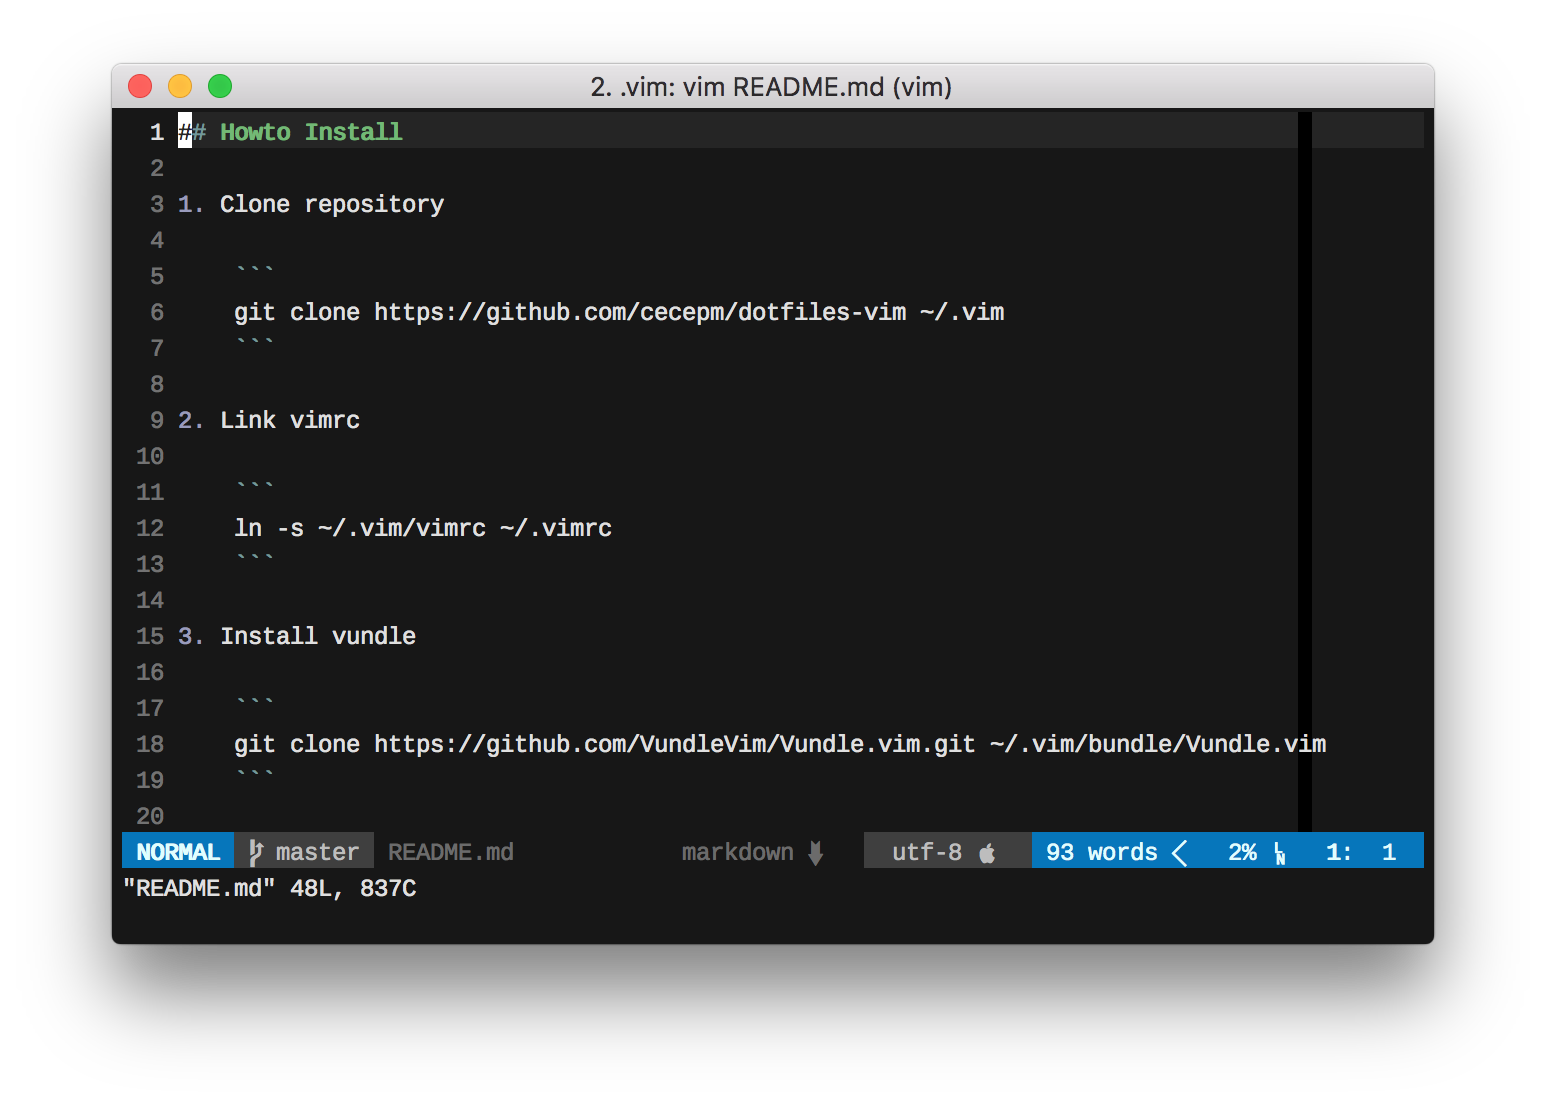 2. .vim: vim README.md (vim)
1 ## Howto Install
2
3 1. Clone repository
4
5 ```
6 git clone https://github.com/cecepm/dotfiles-vim ~/.vim
7 ```
8
9 2. Link vimrc
10
11 ```
12 ln -s ~/.vim/vimrc ~/.vimrc
13 ```
14
15 3. Install vundle
16
17 ```
18 git clone https://github.com/VundleVim/Vundle.vim.git ~/.vim/bundle/Vundle.vim
19 ```
20
NORMAL master README.md markdown utf-8 93 words 2% LN 1: 1
"README.md" 48L, 837C